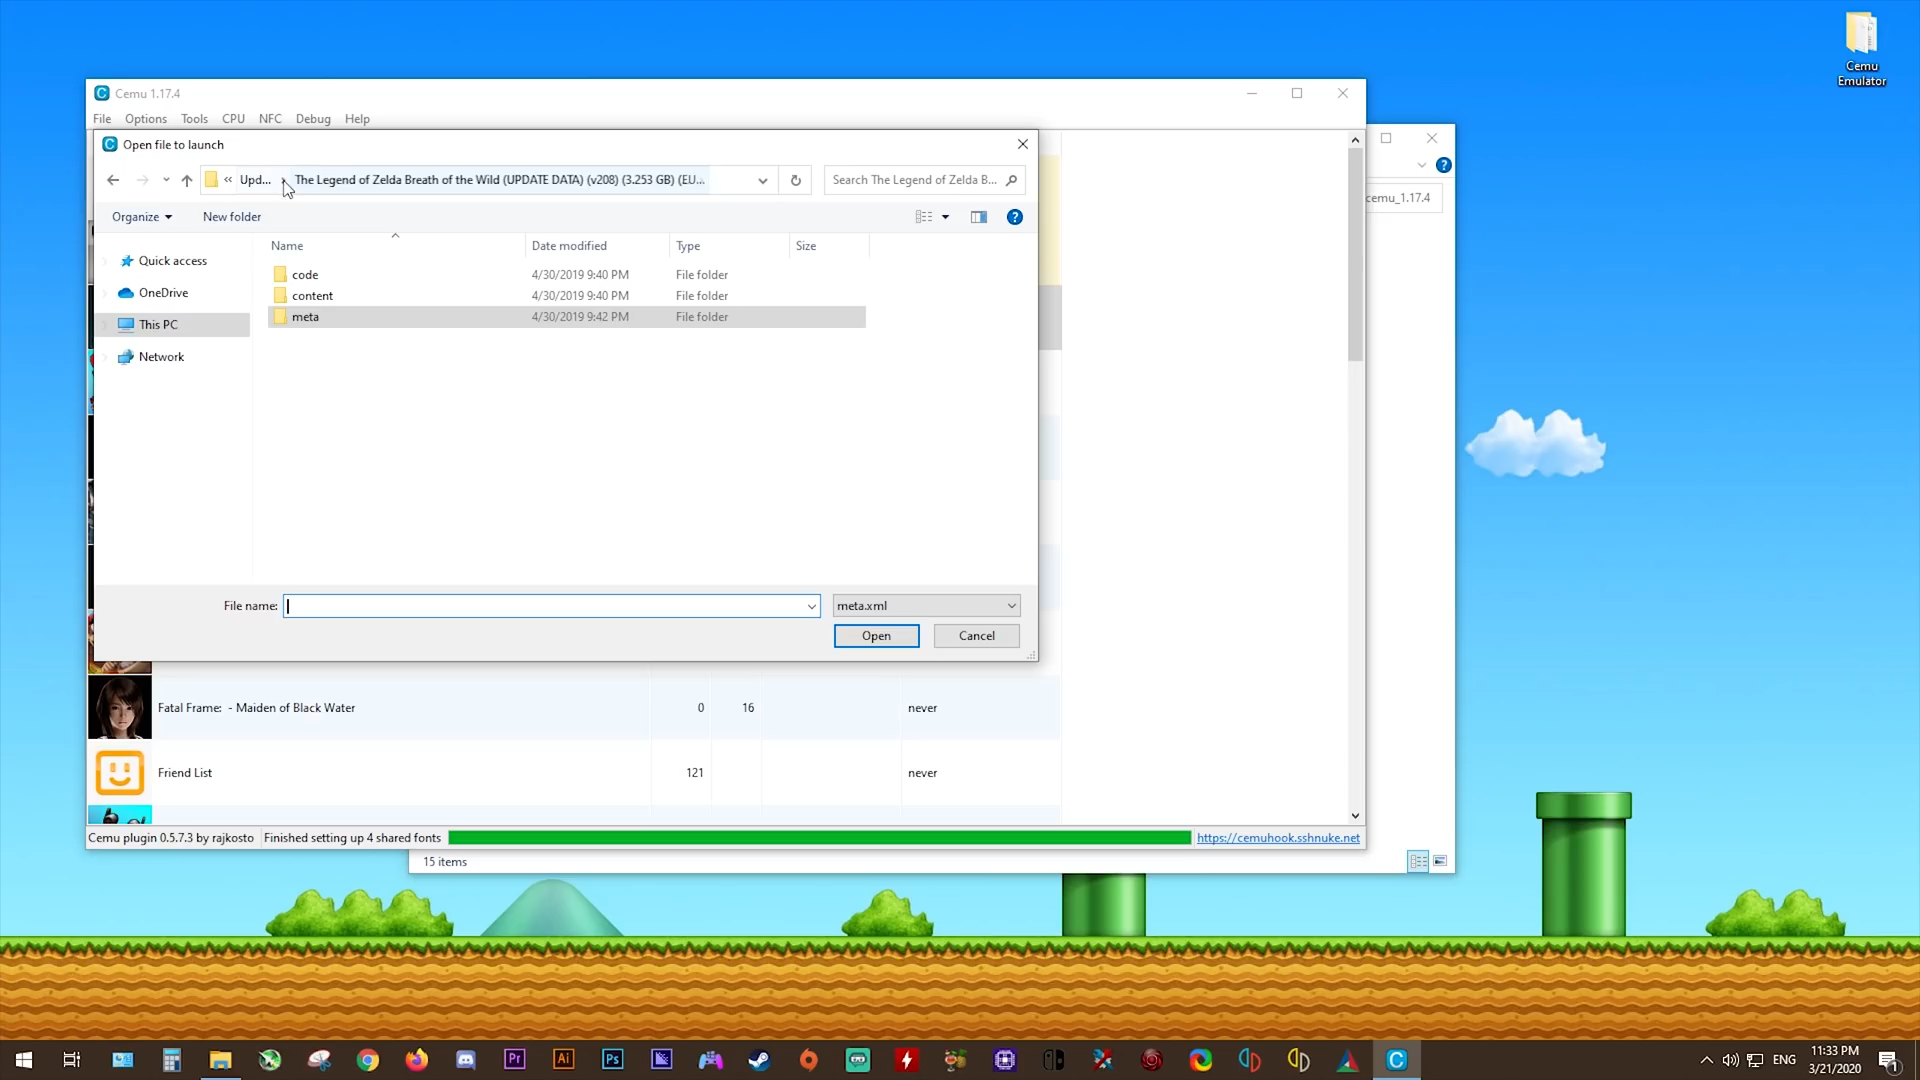 Cemu
Emulator
Cemu 1.17.4
File Options Tools CPU NFC Debug Help
Open file to launch
« Upd... The Legend of Zelda Breath of the Wild (UPDATE DATA) (v208) (3.253 GB) (EU...
Search The Legend of Zelda B...
cemu_1.17.4
Organize New folder
Name Date modified Type Size
Quick access
OneDrive
This PC
Network
code 4/30/2019 9:40 PM File folder
content 4/30/2019 9:40 PM File folder
meta 4/30/2019 9:42 PM File folder
File name:
meta.xml
Open Cancel
Fatal Frame: - Maiden of Black Water 0 16 never
Friend List 121 never
Cemu plugin 0.5.7.3 by rajkosto Finished setting up 4 shared fonts https://cemuhook.sshnuke.net
15 items
Pr Ai Ps
ENG
11:33 PM
3/21/2020
1